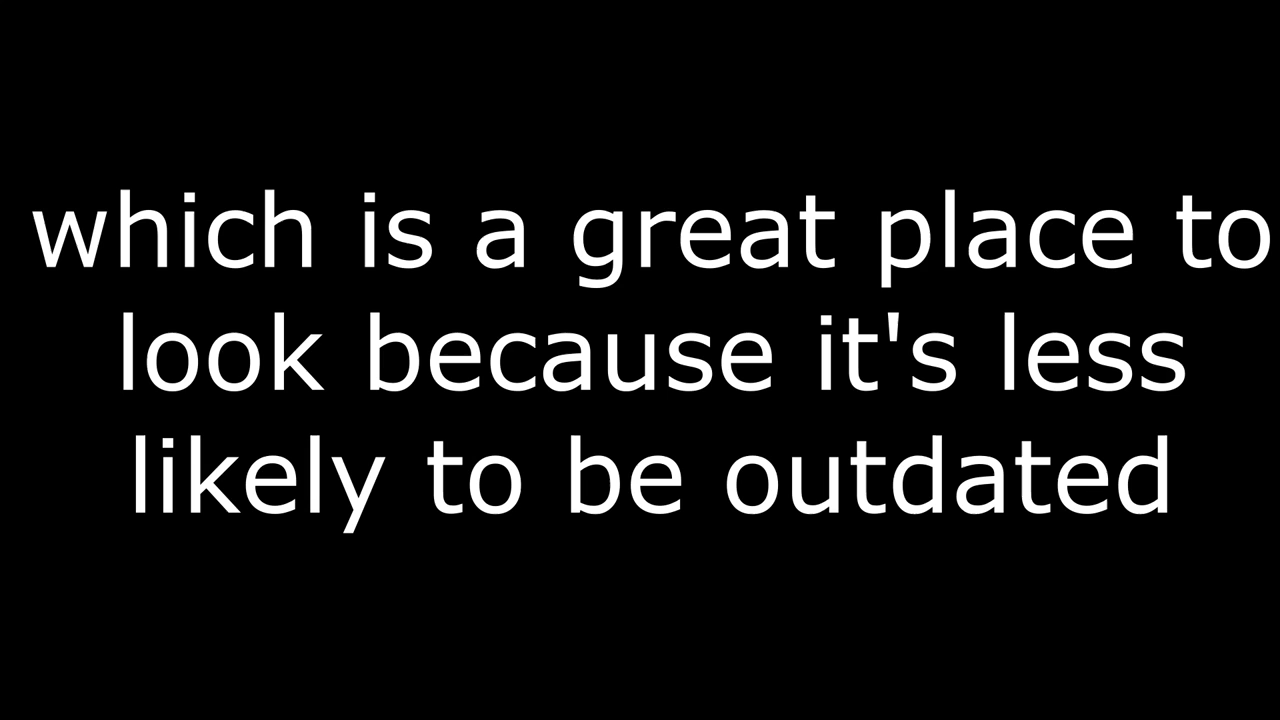 which is a great place to
look because it's less
likely to be outdated